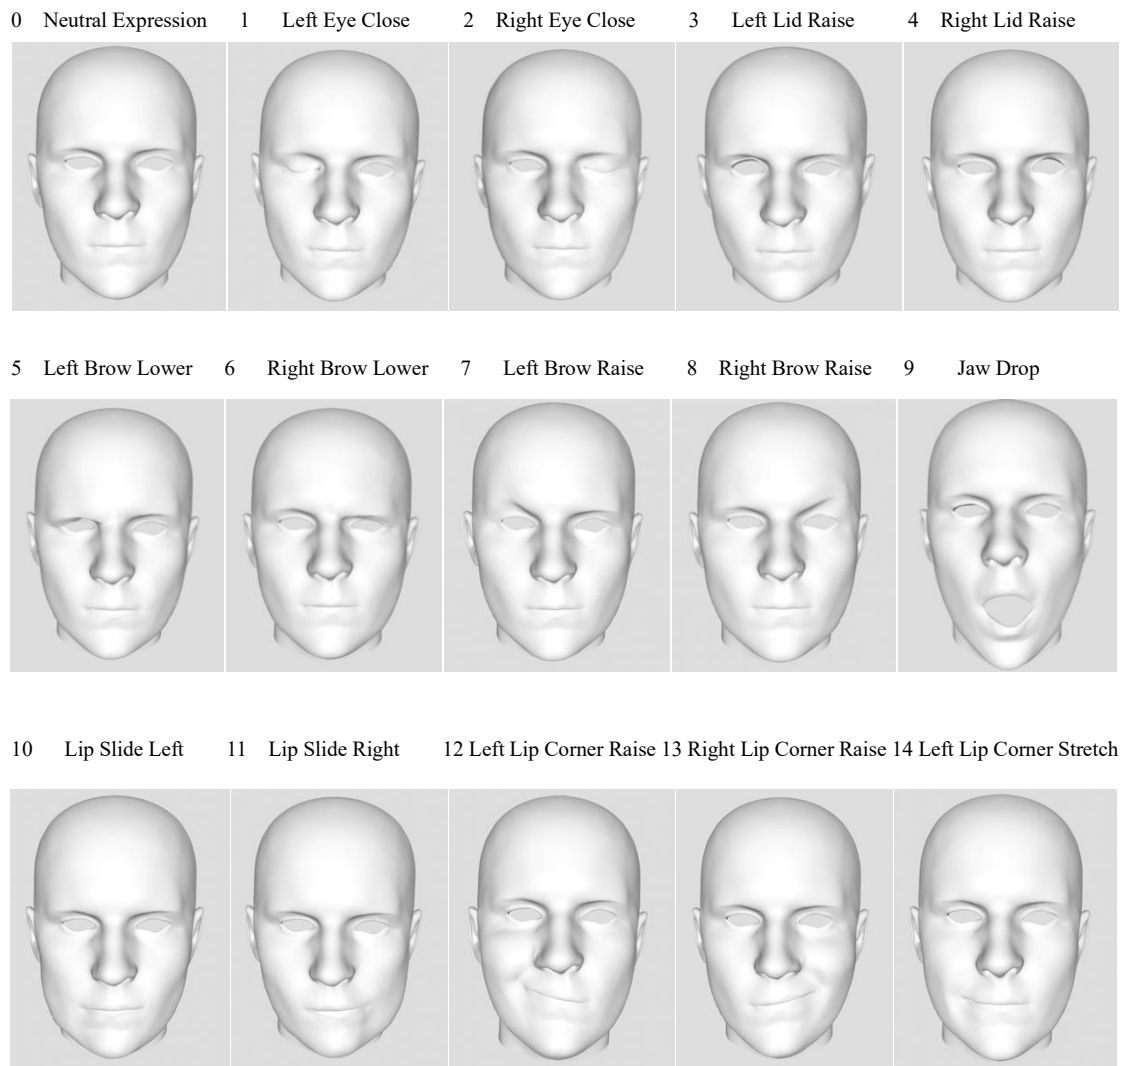 0 Neutral Expression 1 Left Eye Close 2 Right Eye Close 3 Left Lid Raise 4 Right Lid Raise
5 Left Brow Lower 6 Right Brow Lower 7 Left Brow Raise 8 Right Brow Raise 9 Jaw Drop
10 Lip Slide Left 11 Lip Slide Right 12 Left Lip Corner Raise 13 Right Lip Corner Raise 14 Left Lip Corner Stretch